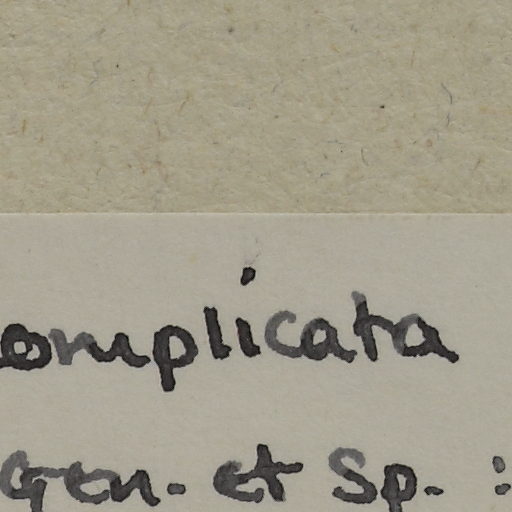 omplicata
Gen. et Sp. :